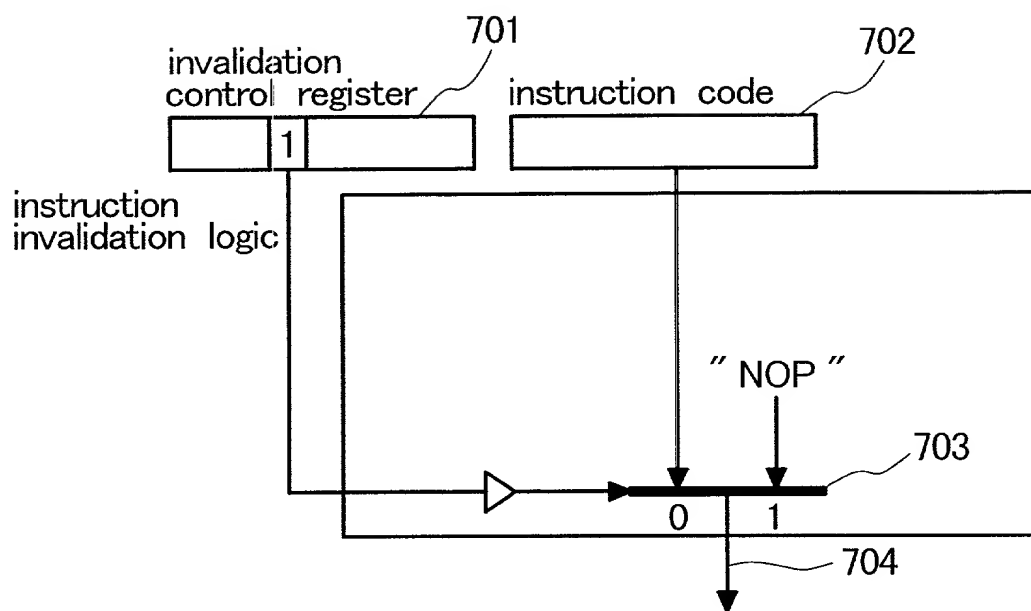 701
702
invalidation
control register
instruction code
1
instruction
invalidation logic
" NOP "
703
0 1
704